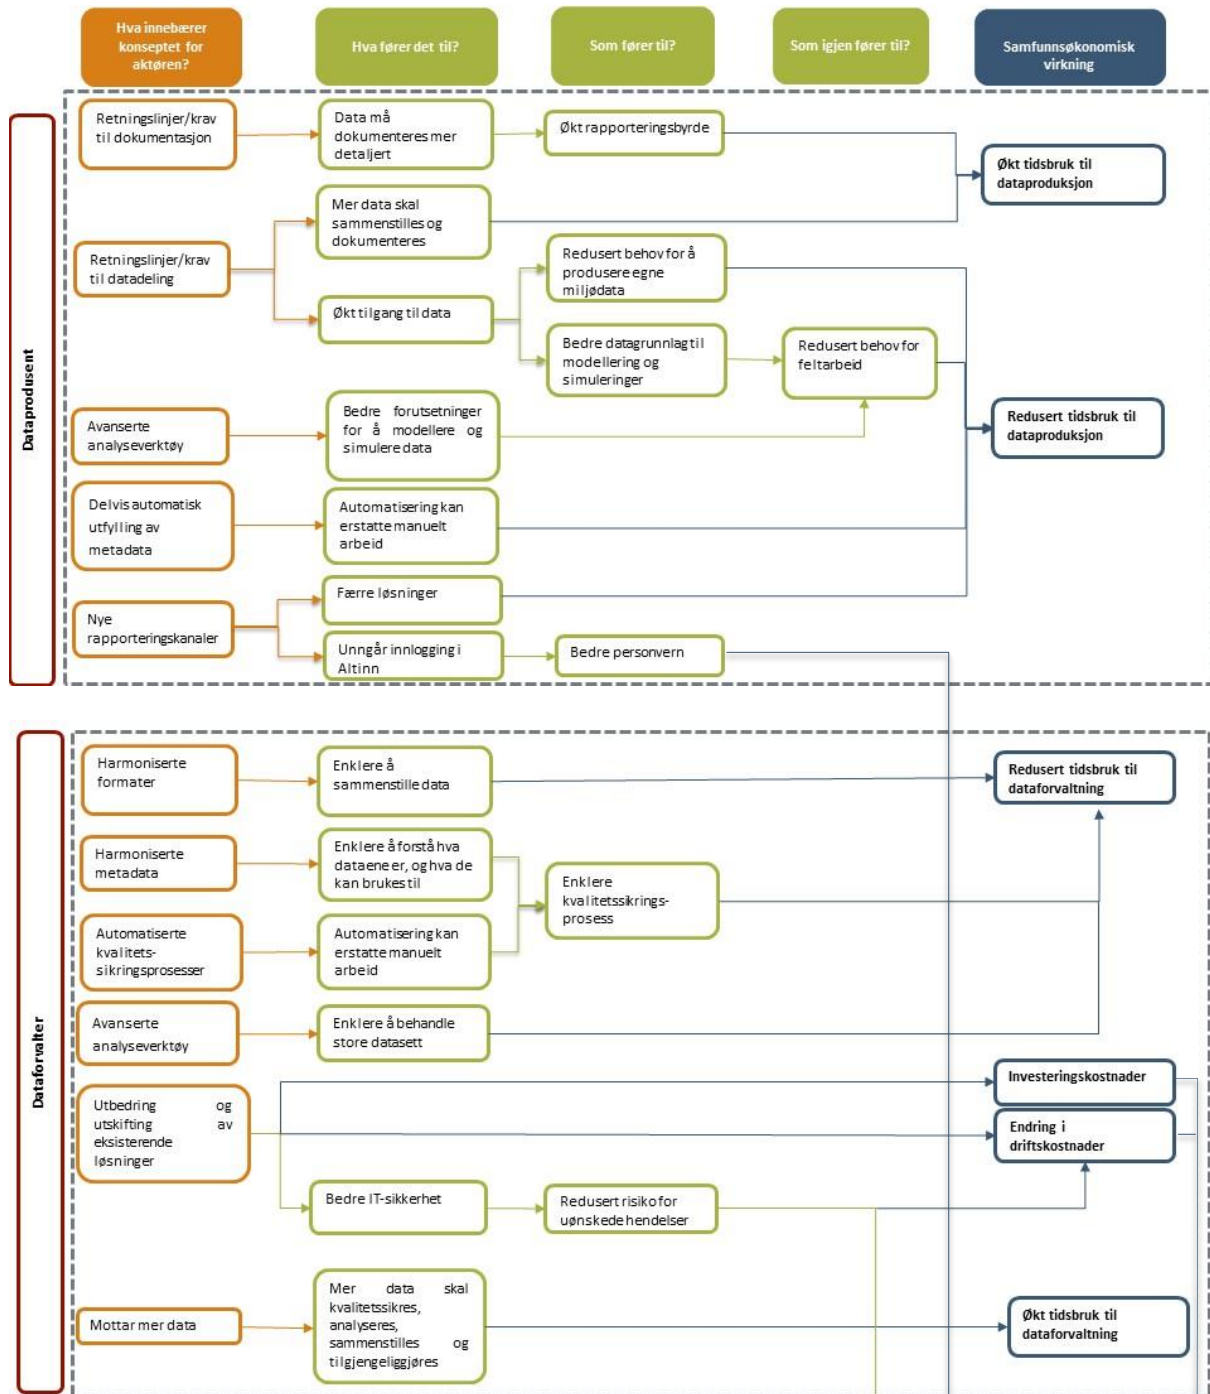 Hva innebærer
konseptet for
aktøren?
Hva fører det til?
Som fører til?
Som igjen fører til?
Samfunnsøkonomisk
virkning
Dataprodusent
Retningslinjer/krav
til dokumentasjon
Data må
dokumenteres mer
detaljert
Økt rapporteringsbyrde
Økt tidsbruk til
dataproduksjon
Mer data skal
sammenstilles og
dokumenteres
Retningslinjer/krav
til datadeling
Redusert behov for å
produsere egne
miljødata
Økt tilgang til data
Bedre datagrunnlag til
modellering og
simuleringer
Redusert behov for
feltarbeid
Avanserte
analyseverktøy
Bedre forutsetninger
for å modellere og
simulere data
Redusert tidsbruk til
dataproduksjon
Delvis automatisk
utfylling av
metadata
Automatisering kan
erstatte manuelt
arbeid
Færre løsninger
Nye
rapporteringskanaler
Unngår innlogging i
Altinn
Bedre personvern
Dataforvalter
Harmoniserte
formater
Enklere å
sammenstille data
Redusert tidsbruk til
dataforvaltning
Harmoniserte
metadata
Enklere å forstå hva
dataene er, og hva de
kan brukes til
Enklere
kvalitetssikrings-
prosess
Automatiserte
kvalitets-
sikringsprosesser
Automatisering kan
erstatte manuelt
arbeid
Avanserte
analyseverktøy
Enklere å behandle
store datasett
Investeringskostnader
Utbedring og
utskifting av
eksisterende
løsninger
Endring i
driftskostnader
Bedre IT-sikkerhet
Redusert risiko for
uønskede hendelser
Mottar mer data
Mer data skal
kvalitetssikres,
analyseres,
sammenstilles og
tilgjengeliggjøres
Økt tidsbruk til
dataforvaltning